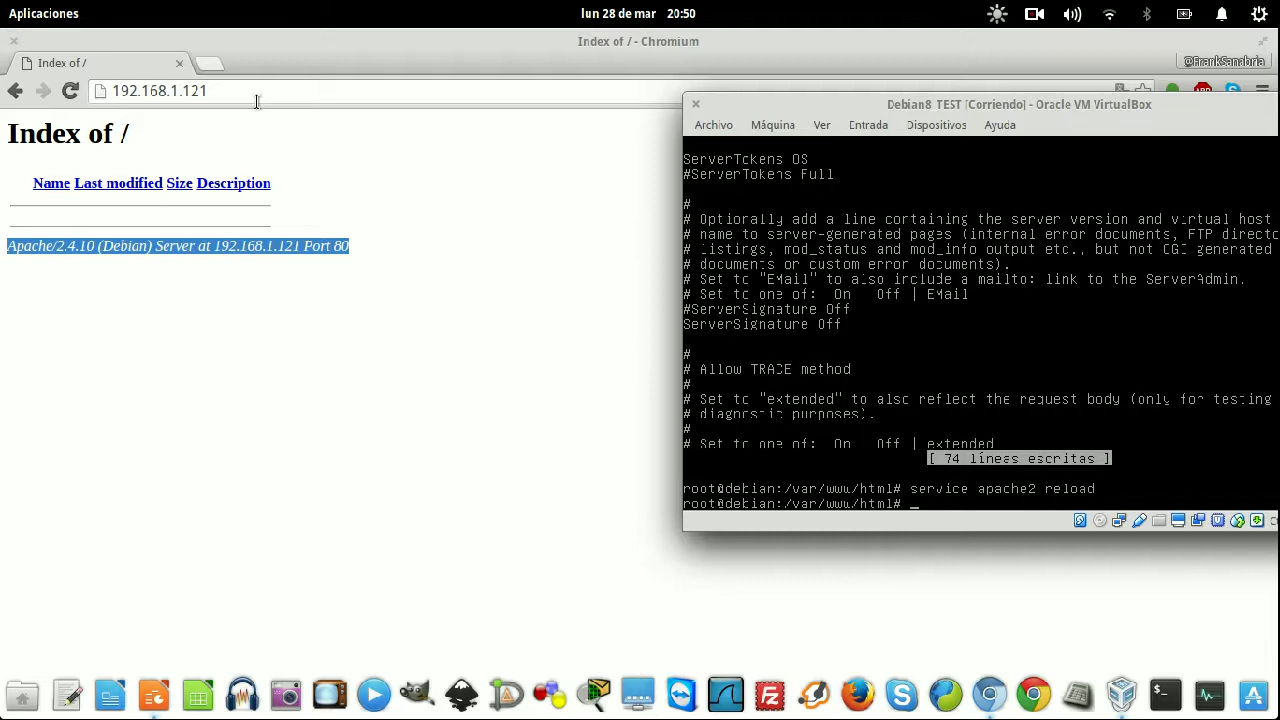 Aplicaciones
lun 28 de mar 20:50
Index of / - Chromium
Index of /
@FrankSanabria
192.168.1.121
Index of /
Name Last modified Size Description
Apache/2.4.10 (Debian) Server at 192.168.1.121 Port 80
Debian8 TEST [Corriendo] - Oracle VM VirtualBox
Archivo Máquina Ver Entrada Dispositivos Ayuda
ServerTokens OS
#ServerTokens Full
#
# Optionally add a line containing the server version and virtual host
# name to server-generated pages (internal error documents, FTP directo
# listings, mod_status and mod_info output etc., but not CGI generated
# documents or custom error documents).
# Set to "EMail" to also include a mailto: link to the ServerAdmin.
# Set to one of: On Off | EMail
#ServerSignature Off
ServerSignature Off
#
# Allow TRACE method
#
# Set to "extended" to also reflect the request body (only for testing
# diagnostic purposes).
#
# Set to one of: On Off | extended
[ 74 líneas escritas ]
root@debian:/var/www/html# service apache2 reload
root@debian:/var/www/html# _